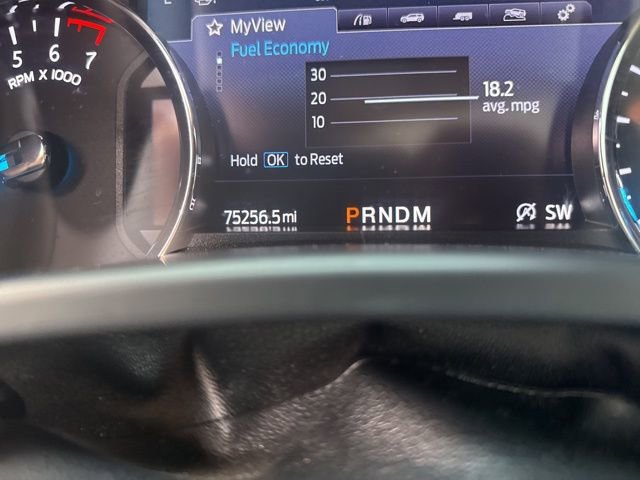 MyView
Fuel Economy
30
20
10
18.2
avg. mpg
Hold OK to Reset
75256.5 mi
PRNDM
SW
5
6
7
RPM X 1000